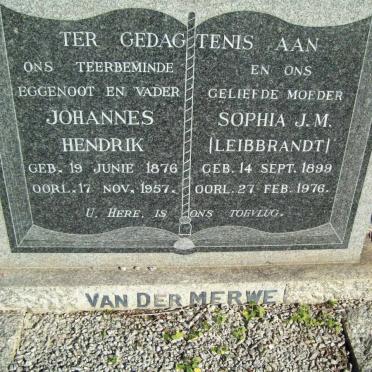 TER GEDAGTENIS AAN
ONS TEERBEMINDE
EGGENOOT EN VADER
JOHANNES
HENDRIK
GEB. 19 JUNIE 1876
OORL. 17 NOV. 1957.
EN ONS
GELIEFDE MOEDER
SOPHIA J. M.
[LEIBBRANDT]
GEB. 14 SEPT. 1899
OORL. 27 FEB. 1976.
U, HERE, IS ONS TOEVLUG.
VAN DER MERWE